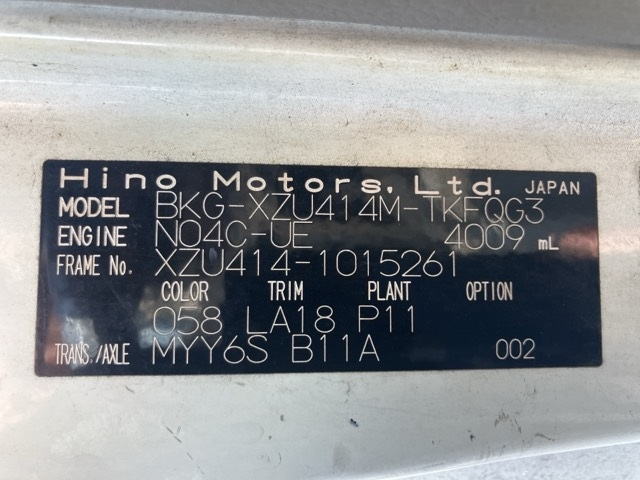 Hino Motors, Ltd. JAPAN
MODEL BKG-XZU414M-TKFQG3
ENGINE N04C-UE 4009 mL
FRAME No. XZU414-1015261
COLOR TRIM PLANT OPTION
058 LA18 P11
TRANS./AXLE MYY6S B11A 002